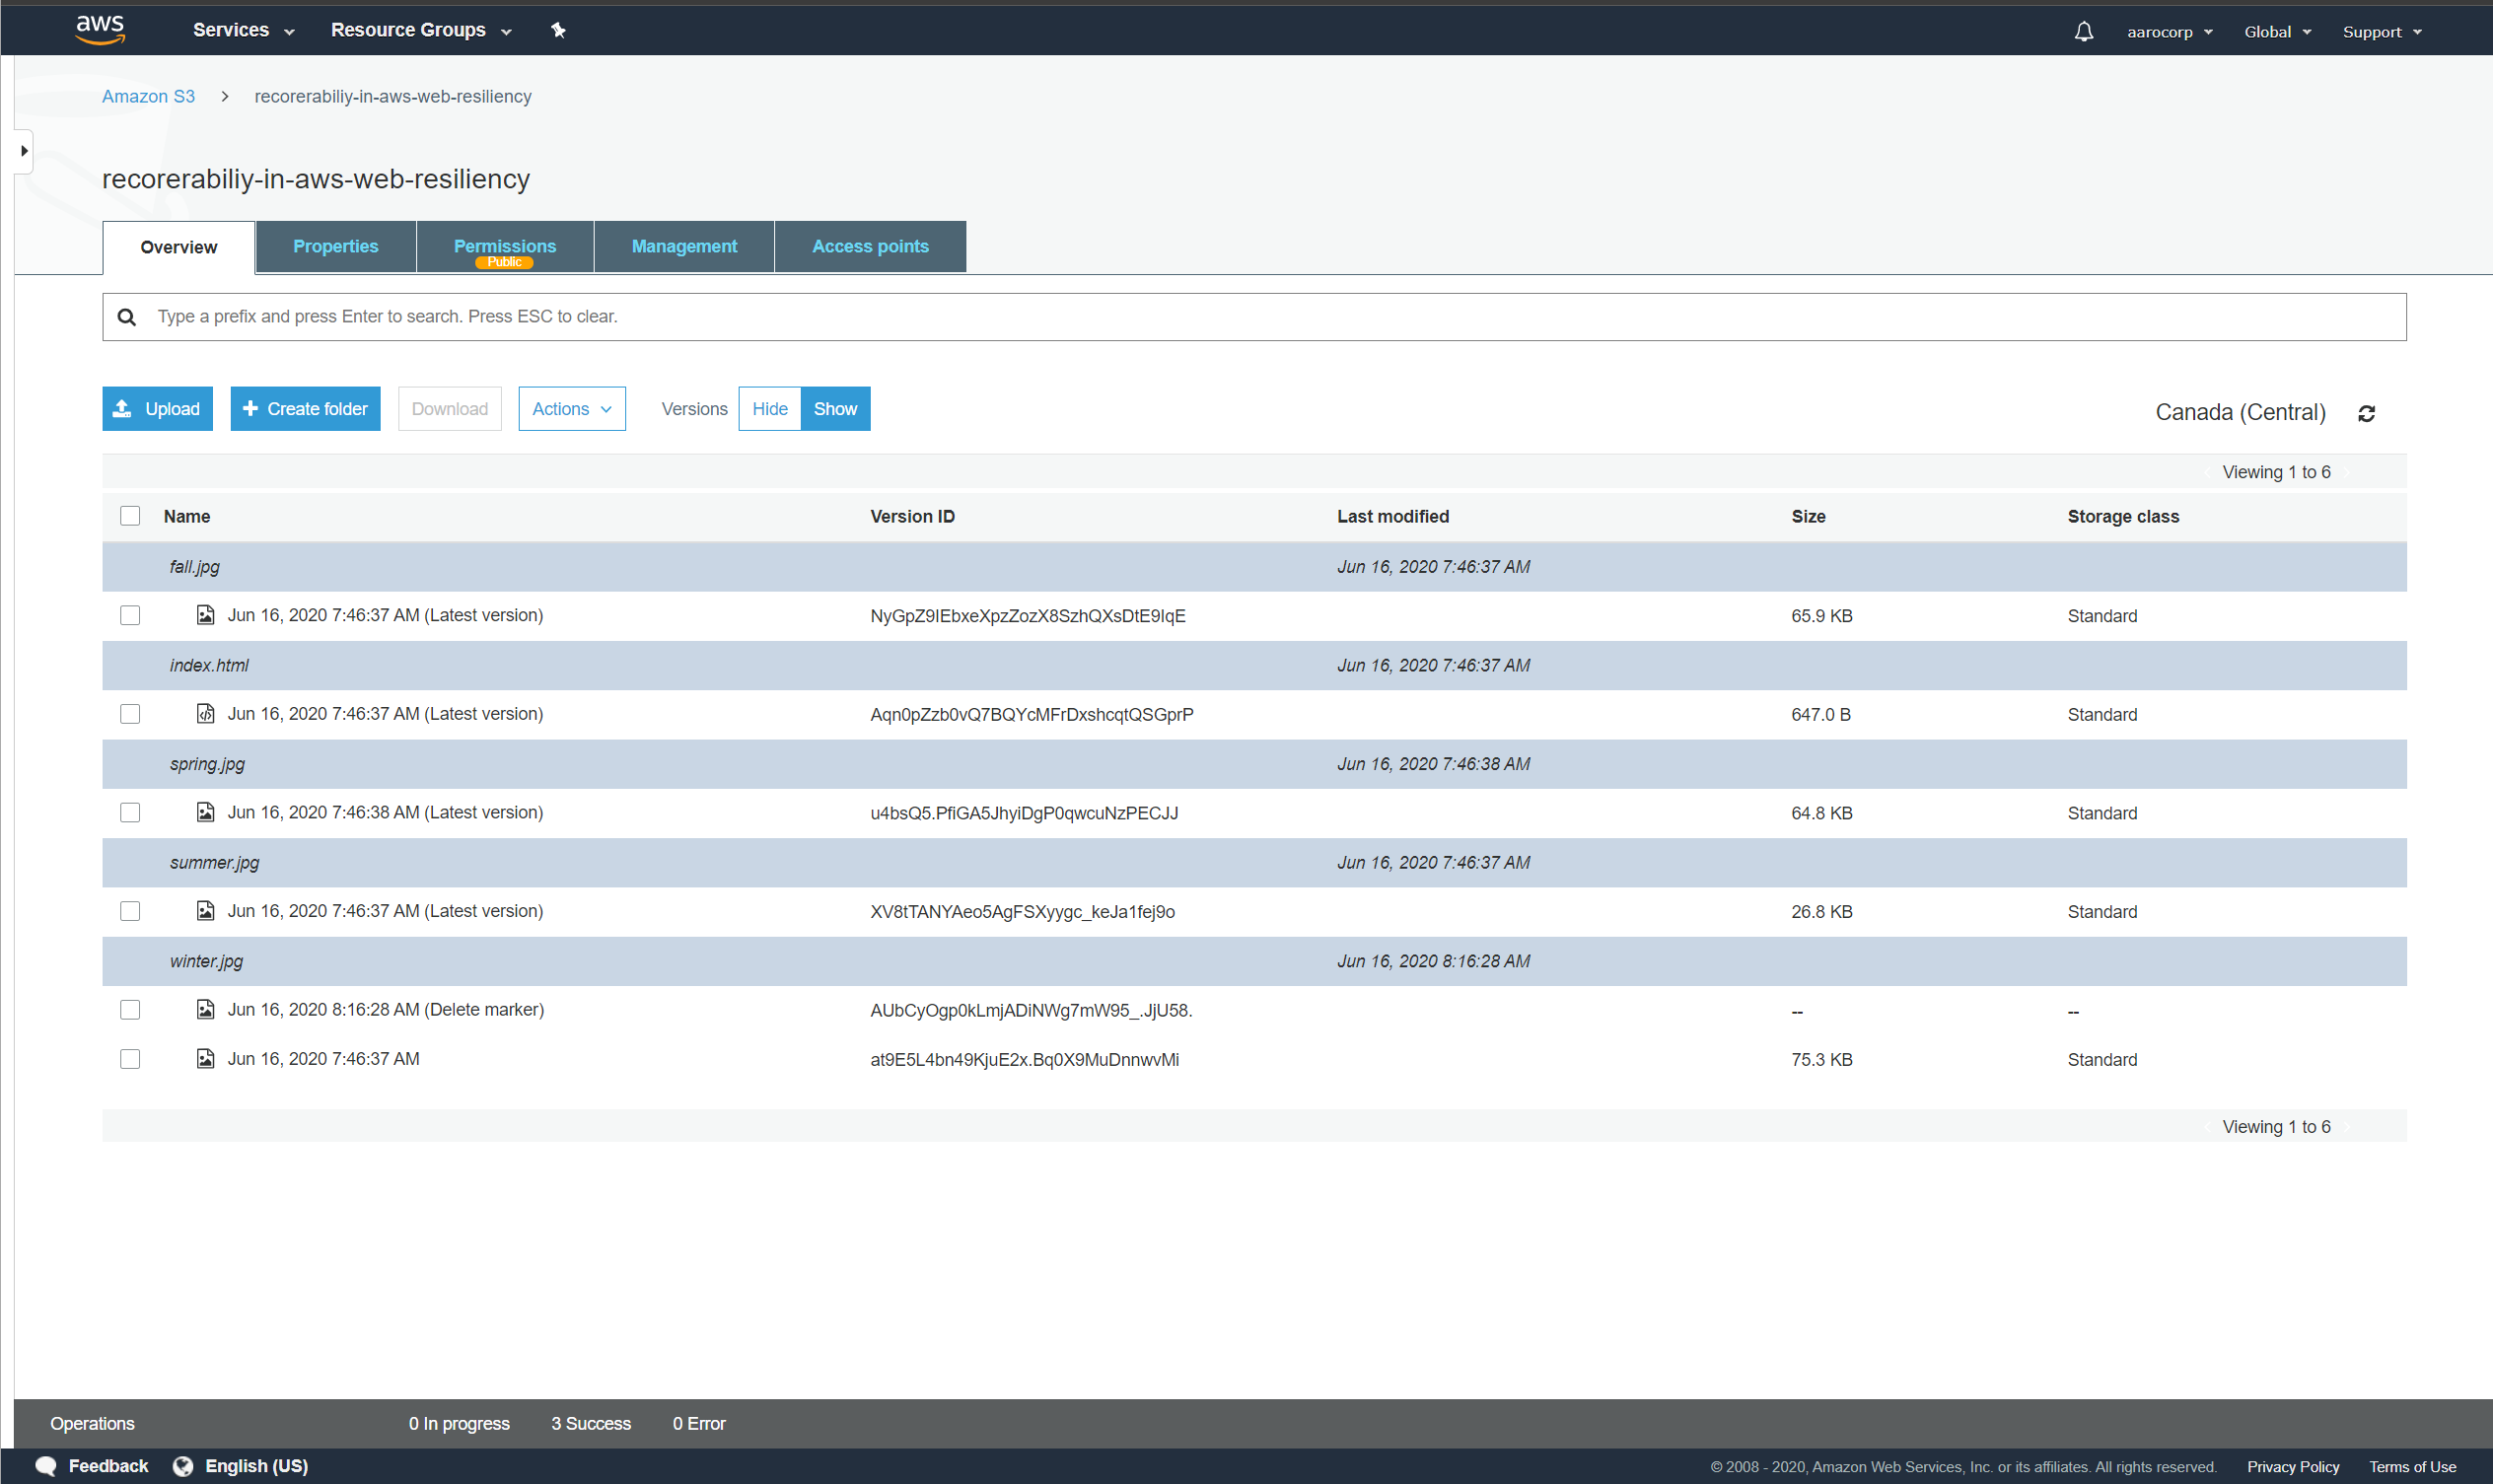 aws Services Resource Groups aarocorp Global Support
Amazon S3 > recorerabiliy-in-aws-web-resiliency
recorerabiliy-in-aws-web-resiliency
Overview Properties Permissions Management Access points
Public
Type a prefix and press Enter to search. Press ESC to clear.
Upload Create folder Download Actions Versions Hide Show Canada (Central)
Viewing 1 to 6
Name Version ID Last modified Size Storage class
fall.jpg Jun 16, 2020 7:46:37 AM
Jun 16, 2020 7:46:37 AM (Latest version) NyGpZ9IEbxeXpzZozX8SzhQXsDtE9IqE 65.9 KB Standard
index.html Jun 16, 2020 7:46:37 AM
Jun 16, 2020 7:46:37 AM (Latest version) Aqn0pZzb0vQ7BQYcMFrDxshcqtQSGprP 647.0 B Standard
spring.jpg Jun 16, 2020 7:46:38 AM
Jun 16, 2020 7:46:38 AM (Latest version) u4bsQ5.PfiGA5JhyiDgP0qwcuNzPECJJ 64.8 KB Standard
summer.jpg Jun 16, 2020 7:46:37 AM
Jun 16, 2020 7:46:37 AM (Latest version) XV8tTANYAeo5AgFSXyygc_keJa1fej9o 26.8 KB Standard
winter.jpg Jun 16, 2020 8:16:28 AM
Jun 16, 2020 8:16:28 AM (Delete marker) AUbCyOgp0kLmjADiNWg7mW95_.JjU58. -- --
Jun 16, 2020 7:46:37 AM at9E5L4bn49KjuE2x.Bq0X9MuDnnwvMi 75.3 KB Standard
Viewing 1 to 6
Operations 0 In progress 3 Success 0 Error
Feedback English (US) © 2008 - 2020, Amazon Web Services, Inc. or its affiliates. All rights reserved. Privacy Policy Terms of Use